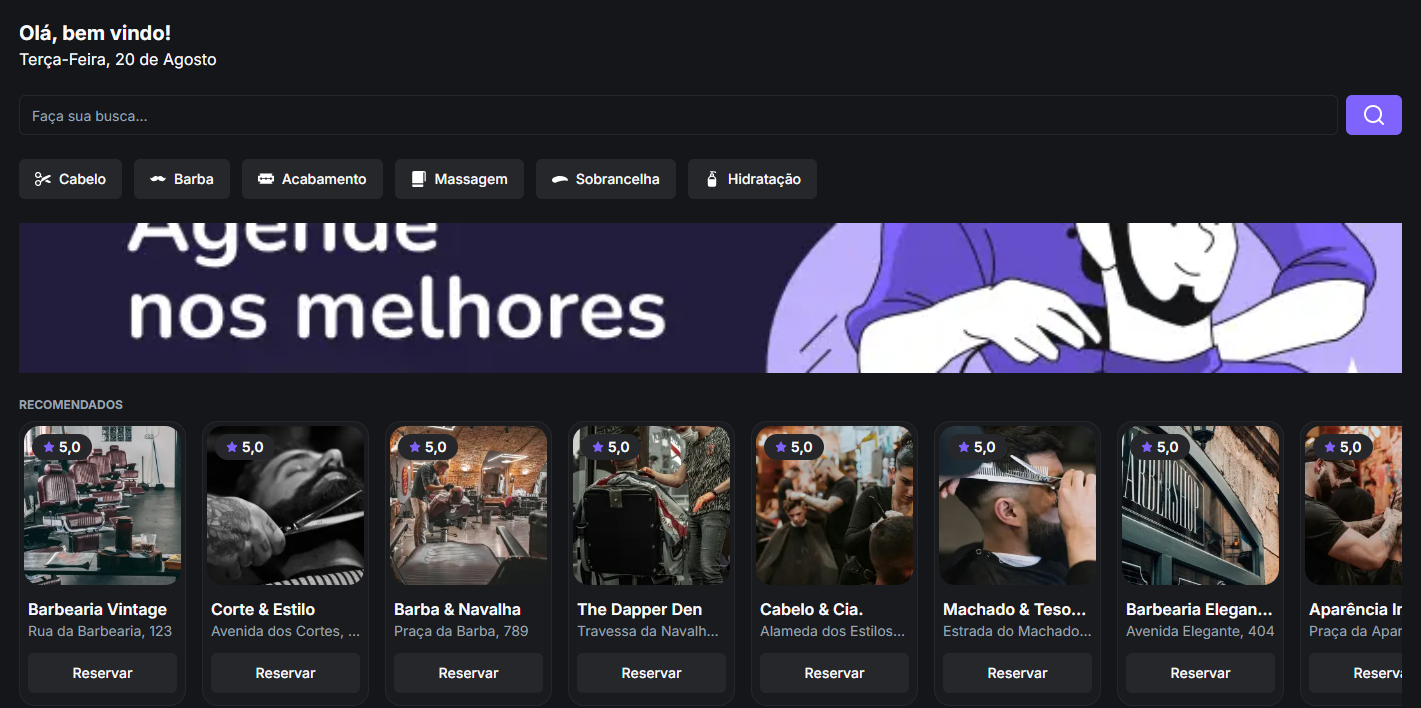 Olá, bem vindo!
Terça-Feira, 20 de Agosto
Faça sua busca...
Cabelo
Barba
Acabamento
Massagem
Sobrancelha
Hidratação
Agende
nos melhores
RECOMENDADOS
5,0
5,0
5,0
5,0
5,0
5,0
5,0
5,0
BARBERSHOP
Barbearia Vintage
Corte & Estilo
Barba & Navalha
The Dapper Den
Cabelo & Cia.
Machado & Teso...
Barbearia Elegan...
Aparência I
Rua da Barbearia, 123
Avenida dos Cortes, ...
Praça da Barba, 789
Travessa da Navalh...
Alameda dos Estilos...
Estrada do Machado...
Avenida Elegante, 404
Praça da Apar
Reservar
Reservar
Reservar
Reservar
Reservar
Reservar
Reservar
Reserva